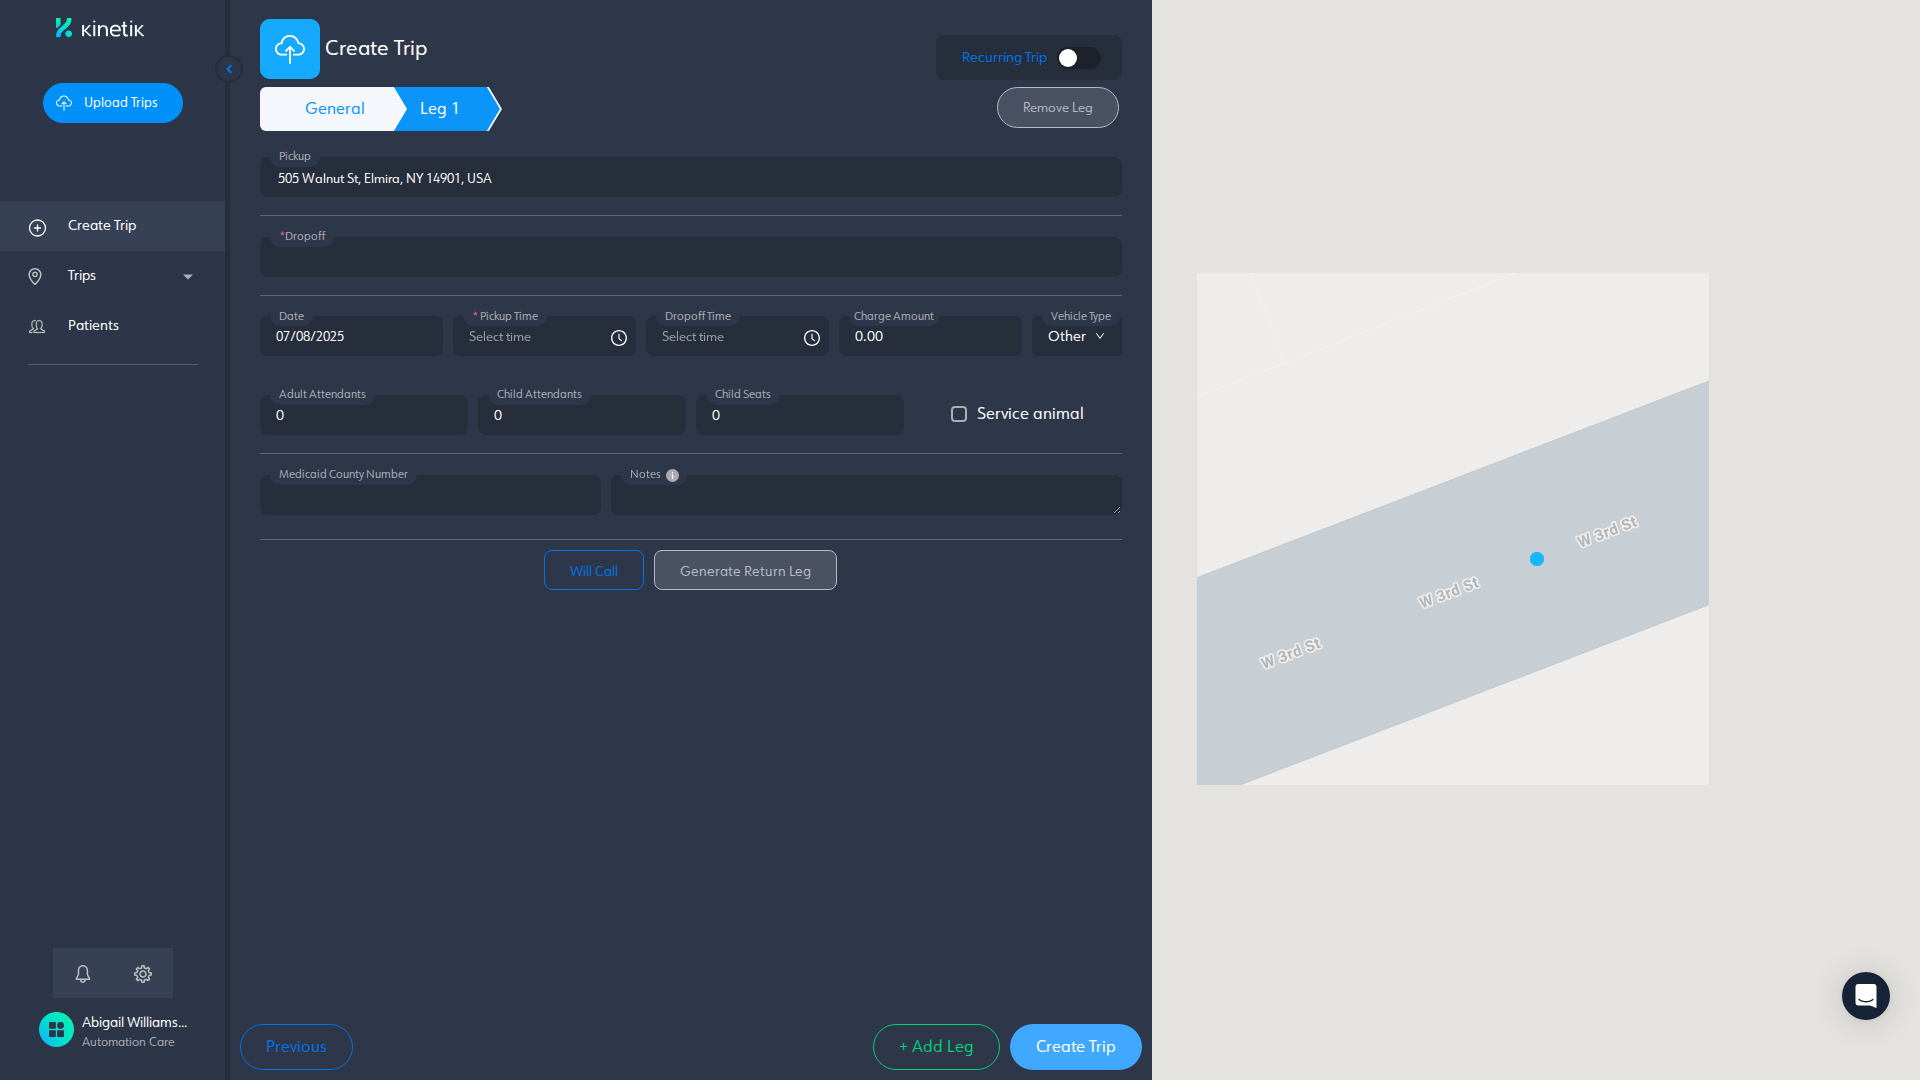 kinetik
Upload Trips
Create Trip
Trips
Patients
Abigail Williams...
Automation Care
Create Trip
Recurring Trip
General
Leg 1
Remove Leg
Pickup
505 Walnut St, Elmira, NY 14901, USA
*Dropoff
Date
07/08/2025
* Pickup Time
Select time
Dropoff Time
Select time
Charge Amount
0.00
Vehicle Type
Other
Adult Attendants
0
Child Attendants
0
Child Seats
0
Service animal
Medicaid County Number
Notes
Will Call
Generate Return Leg
Previous
+ Add Leg
Create Trip
W 3rd St
W 3rd St
W 3rd St